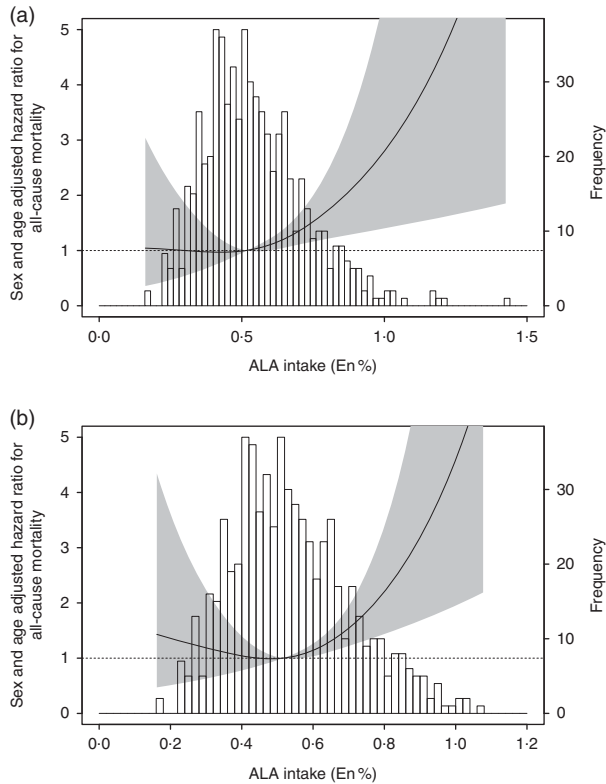 (a)
Sex and age adjusted hazard ratio for
all-cause mortality
5
4
3
2
1
0
30
20
10
0
Frequency
0·0 0·5 1·0 1·5
ALA intake (En %)
(b)
Sex and age adjusted hazard ratio for
all-cause mortality
5
4
3
2
1
0
30
20
10
0
Frequency
0·0 0·2 0·4 0·6 0·8 1·0 1·2
ALA intake (En %)